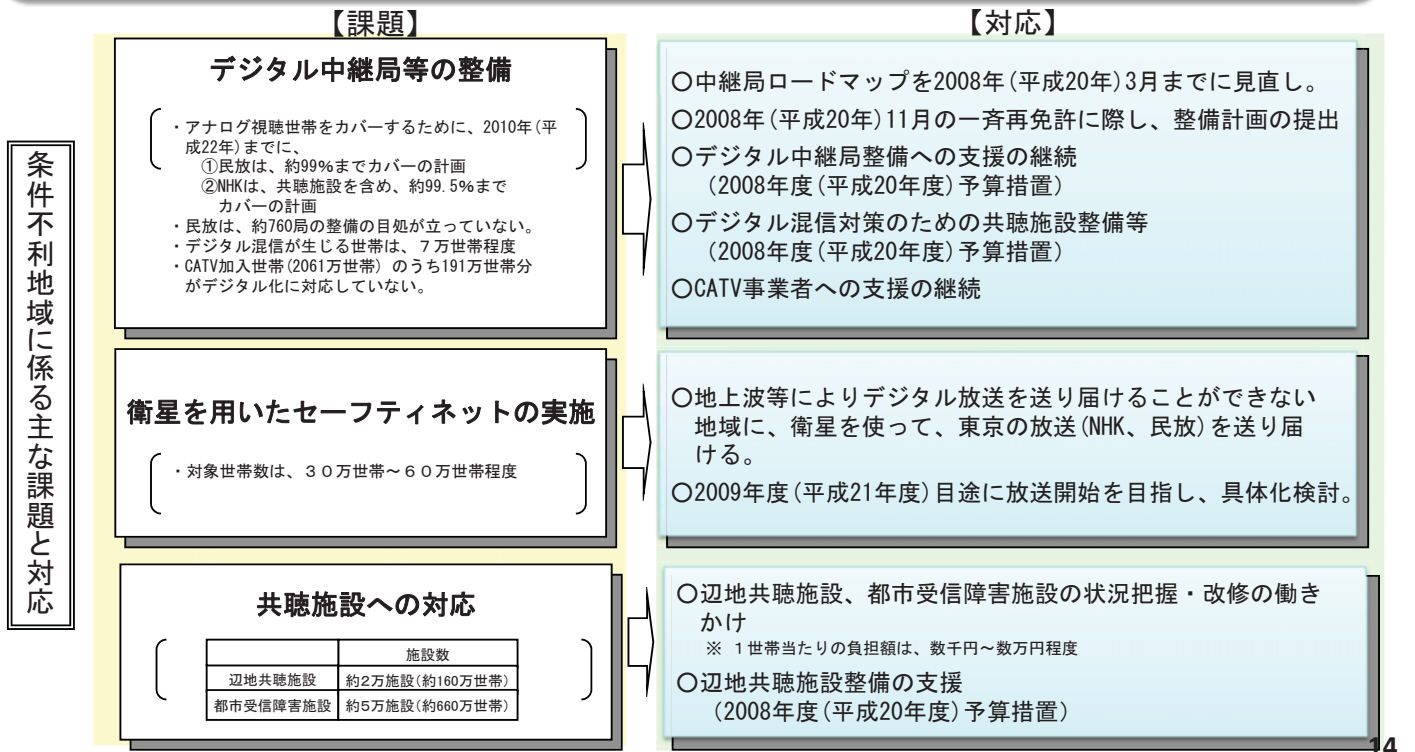 【課題】
【対応】
条件不利地域に係る主な課題と対応
デジタル中継局等の整備
・アナログ視聴世帯をカバーするために、2010年(平
成22年)までに、
①民放は、約99%までカバーの計画
②NHKは、共聴施設を含め、約99.5%まで
カバーの計画
・民放は、約760局の整備の目処が立っていない。
・デジタル混信が生じる世帯は、７万世帯程度
・CATV加入世帯(2061万世帯) のうち191万世帯分
がデジタル化に対応していない。
○中継局ロードマップを2008年(平成20年)3月までに見直し。
○2008年(平成20年)11月の一斉再免許に際し、整備計画の提出
○デジタル中継局整備への支援の継続
(2008年度(平成20年度)予算措置)
○デジタル混信対策のための共聴施設整備等
(2008年度(平成20年度)予算措置)
○CATV事業者への支援の継続
衛星を用いたセーフティネットの実施
・対象世帯数は、３０万世帯～６０万世帯程度
○地上波等によりデジタル放送を送り届けることができない
地域に、衛星を使って、東京の放送(NHK、民放)を送り届
ける。
○2009年度(平成21年度)目途に放送開始を目指し、具体化検討。
共聴施設への対応
施設数
辺地共聴施設 約２万施設(約160万世帯)
都市受信障害施設 約５万施設(約660万世帯)
○辺地共聴施設、都市受信障害施設の状況把握・改修の働き
かけ
※ １世帯当たりの負担額は、数千円～数万円程度
○辺地共聴施設整備の支援
(2008年度(平成20年度)予算措置)
14